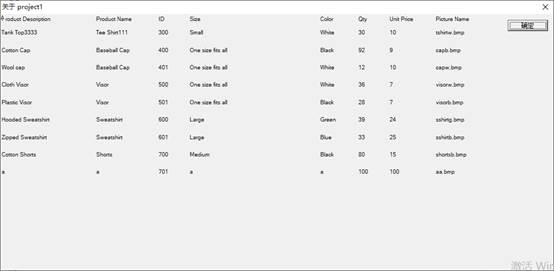 关于 project1
Product Description Product Name ID Size Color Qty Unit Price Picture Name
确定
Tank Top3333 Tee Shirt111 300 Small White 30 10 tshirtw.bmp
Cotton Cap Baseball Cap 400 One size fits all Black 92 9 capb.bmp
Wool cap Baseball Cap 401 One size fits all White 12 10 capw.bmp
Cloth Visor Visor 500 One size fits all White 36 7 visorw.bmp
Plastic Visor Visor 501 One size fits all Black 28 7 visorb.bmp
Hooded Sweatshirt Sweatshirt 600 Large Green 39 24 sshirtg.bmp
Zipped Sweatshirt Sweatshirt 601 Large Blue 33 25 sshirtb.bmp
Cotton Shorts Shorts 700 Medium Black 80 15 shortsb.bmp
a a 701 a a 100 100 aa.bmp
激活 Win